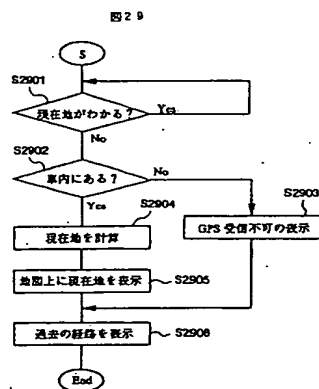 図29
S
S2901
現在地がわかる?
Yes
No
S2902
車内にある?
No
Yes
S2903
S2904
GPS 受信不可の表示
現在地を計算
S2905
地図上に現在地を表示
S2906
過去の経路を表示
End